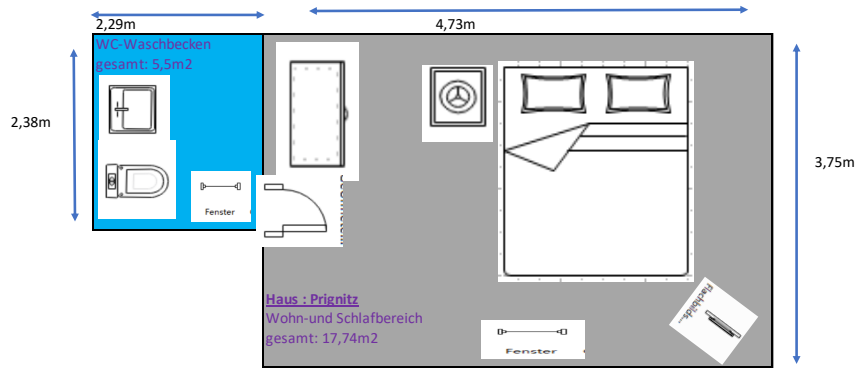 2,29m
4,73m
WC-Waschbecken
gesamt: 5,5m2
2,38m
3,75m
Fenster
Haus : Prignitz
Wohn-und Schlafbereich
gesamt: 17,74m2
Fenster
Flachbilds...